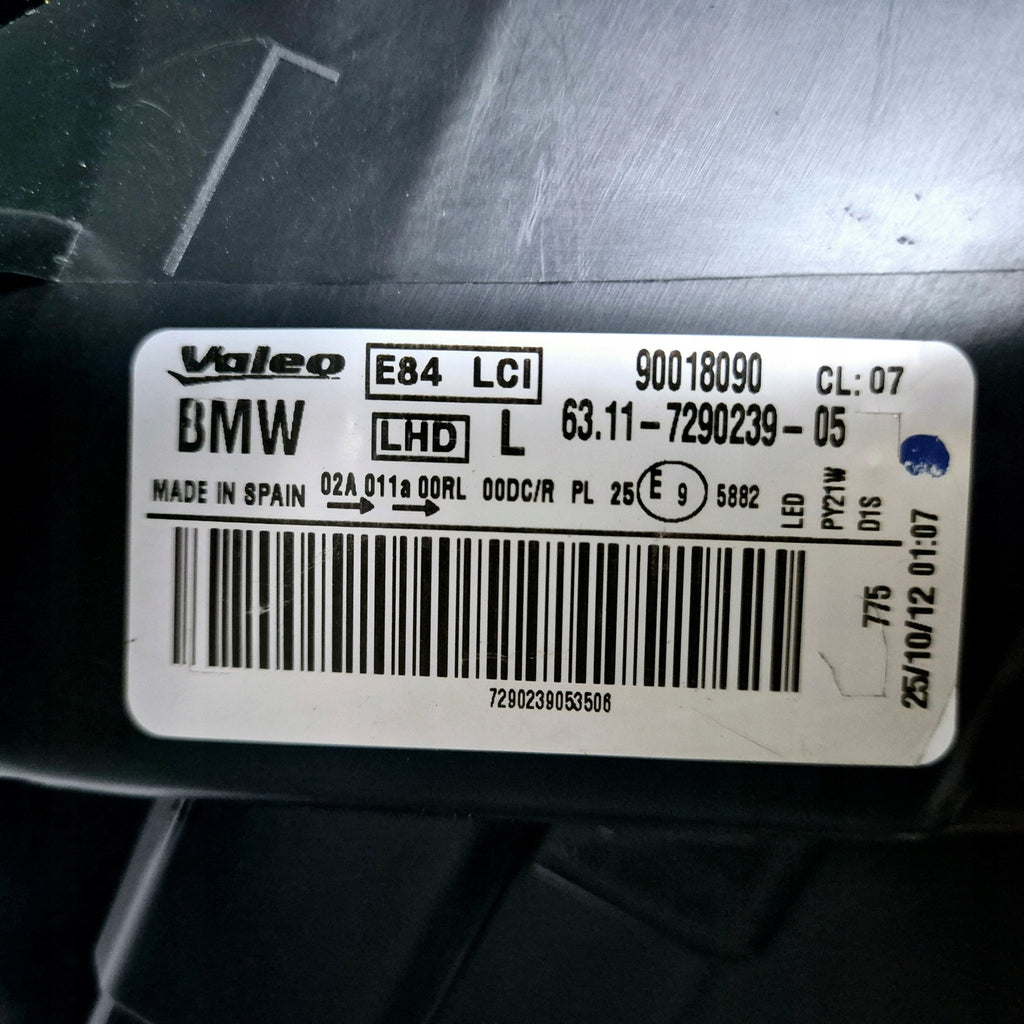 Valeo E84 LCI 90018090 CL: 07
BMW LHD L 63.11-7290239-05
MADE IN SPAIN 02A 011a 00RL 00DC/R PL 25 E 9 5882
LED
PY21W
D1S
775
25/10/12 01:07
7290239053506